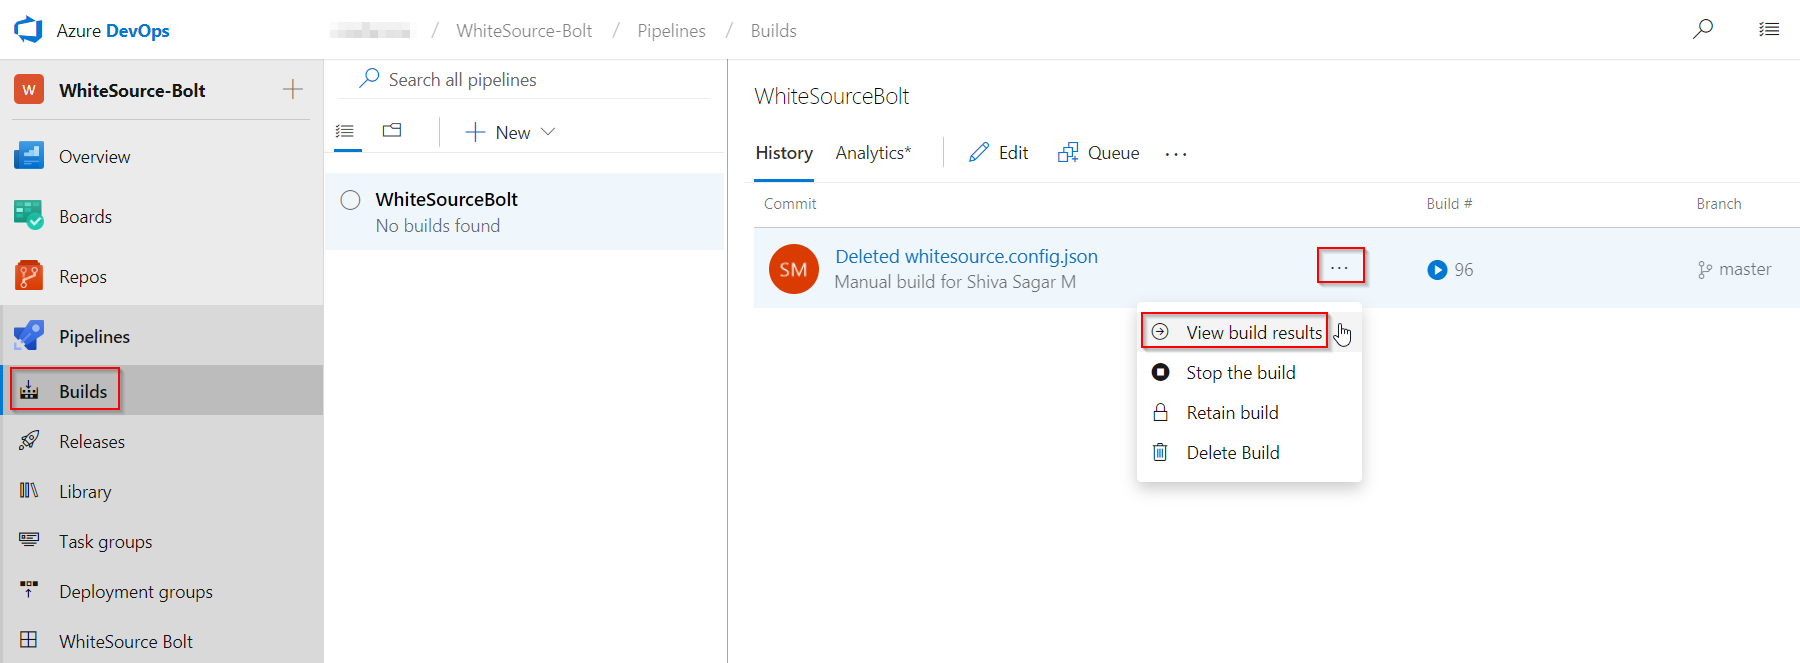 Azure DevOps
/ WhiteSource-Bolt / Pipelines / Builds
W WhiteSource-Bolt
Overview
Boards
Repos
Pipelines
Builds
Releases
Library
Task groups
Deployment groups
WhiteSource Bolt
Search all pipelines
New
WhiteSourceBolt
No builds found
WhiteSourceBolt
History Analytics* Edit Queue ...
Commit Build # Branch
SM Deleted whitesource.config.json ... 96 master
Manual build for Shiva Sagar M
View build results
Stop the build
Retain build
Delete Build